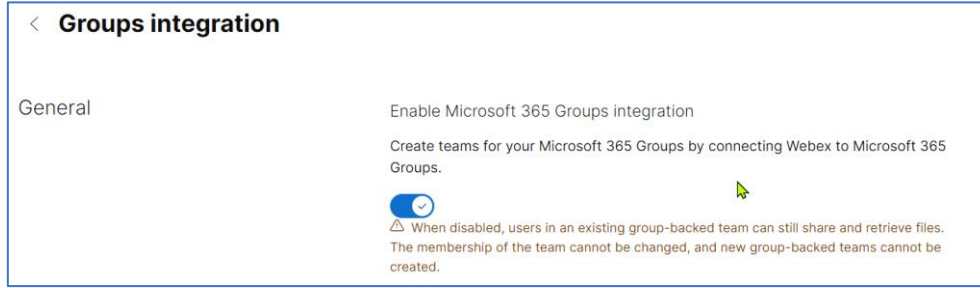 Groups integration
General
Enable Microsoft 365 Groups integration
Create teams for your Microsoft 365 Groups by connecting Webex to Microsoft 365
Groups.
When disabled, users in an existing group-backed team can still share and retrieve files.
The membership of the team cannot be changed, and new group-backed teams cannot be
created.